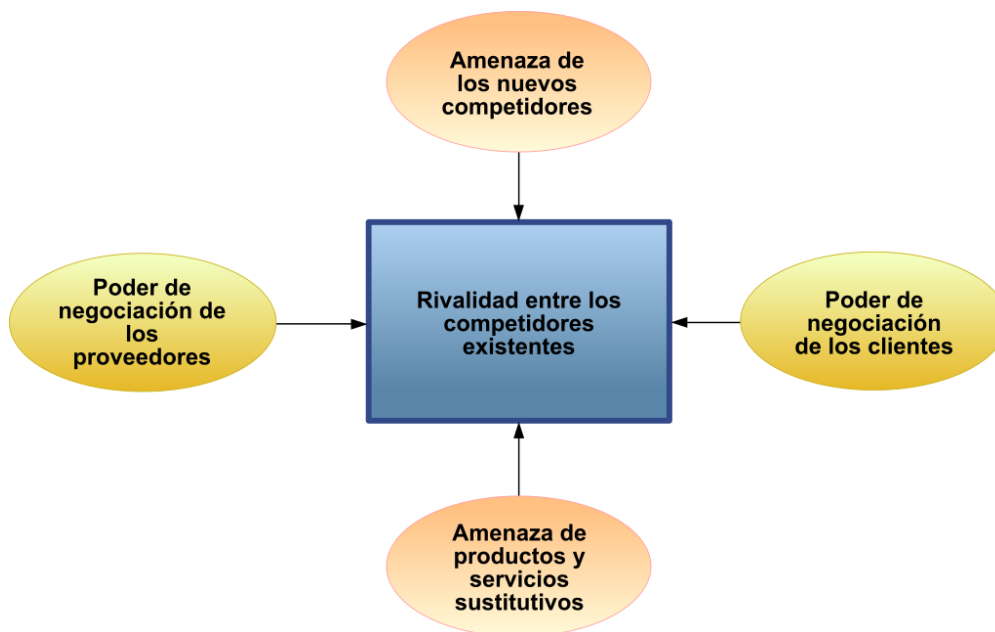 Amenaza de
los nuevos
competidores
Poder de
negociación de
los
proveedores
Rivalidad entre los
competidores
existentes
Poder de
negociación
de los clientes
Amenaza de
productos y
servicios
sustitutivos